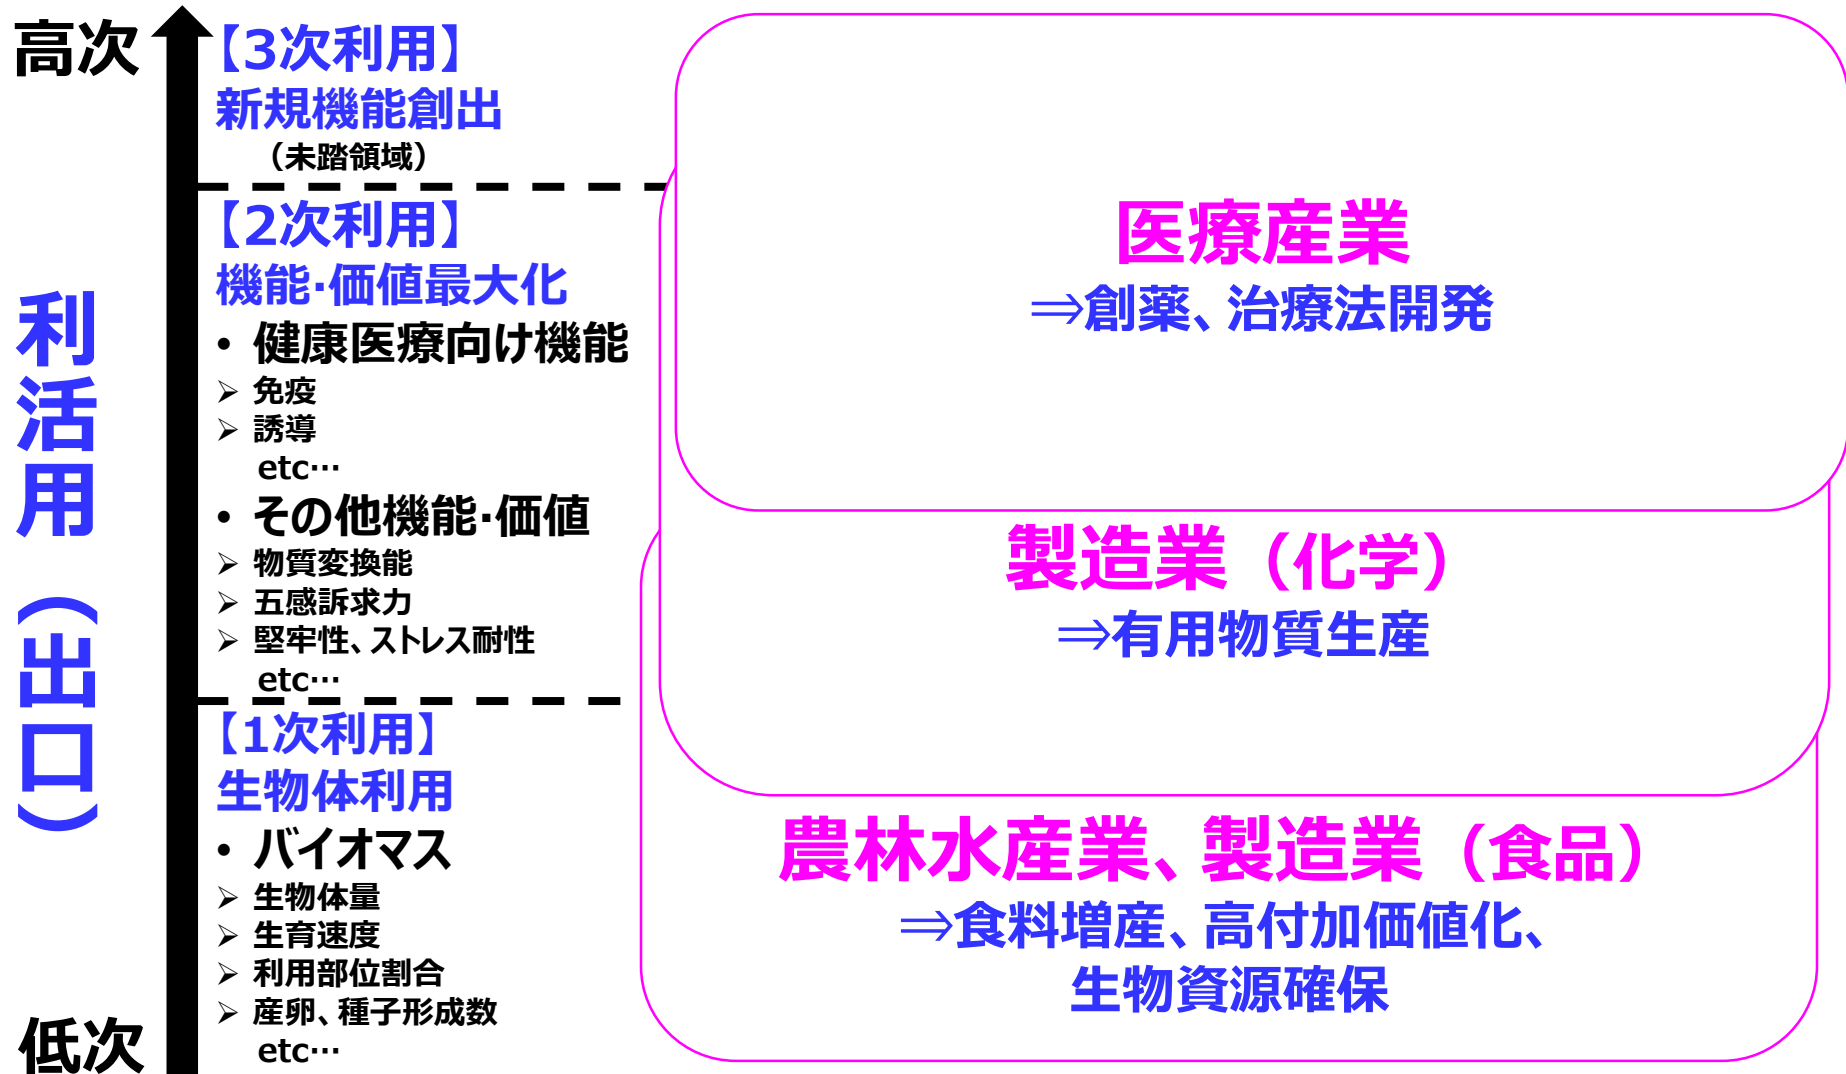 高次
利活用（出口）
低次
【3次利用】
新規機能創出
（未踏領域）
【2次利用】
機能・価値最大化
• 健康医療向け機能
➢ 免疫
➢ 誘導
etc…
• その他機能・価値
➢ 物質変換能
➢ 五感訴求力
➢ 堅牢性、ストレス耐性
etc…
【1次利用】
生物体利用
• バイオマス
➢ 生物体量
➢ 生育速度
➢ 利用部位割合
➢ 産卵、種子形成数
etc…
医療産業
⇒創薬、治療法開発
製造業（化学）
⇒有用物質生産
農林水産業、製造業（食品）
⇒食料増産、高付加価値化、
生物資源確保